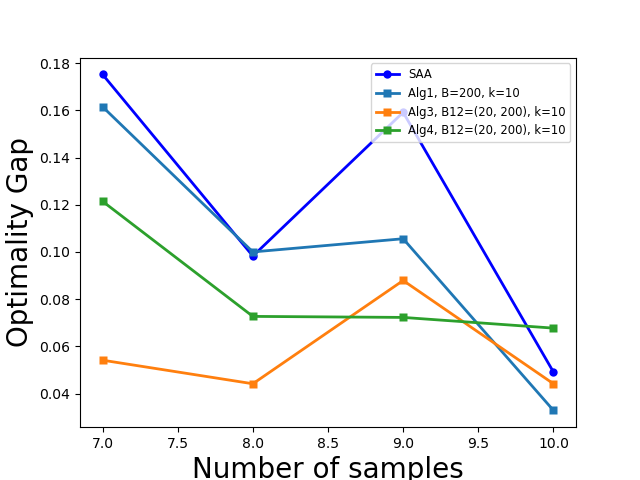 SAA
Alg1, B=200, k=10
Alg3, B12=(20, 200), k=10
Alg4, B12=(20, 200), k=10
Optimality Gap
0.18
0.16
0.14
0.12
0.10
0.08
0.06
0.04
7.0 7.5 8.0 8.5 9.0 9.5 10.0
Number of samples